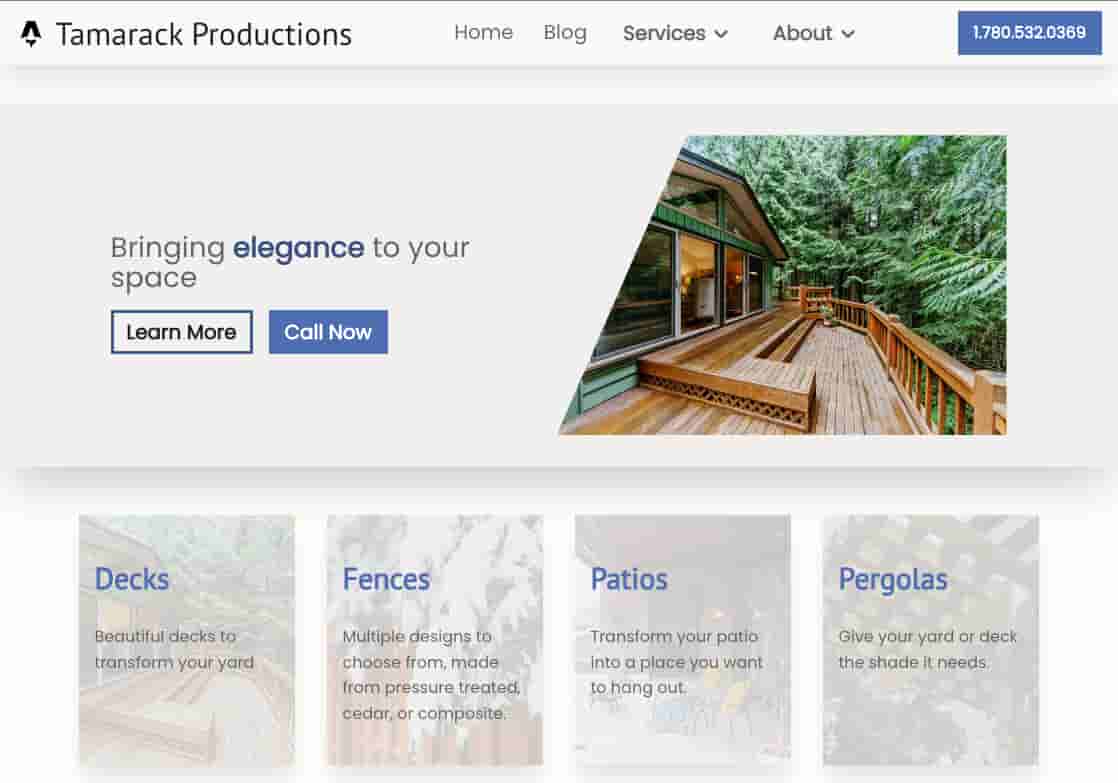 Tamarack Productions
Home
Blog
Services
About
1.780.532.0369
Bringing elegance to your
space
Learn More
Call Now
Decks
Beautiful decks to
transform your yard
Fences
Multiple designs to
choose from, made
from pressure treated,
cedar, or composite.
Patios
Transform your patio
into a place you want
to hang out.
Pergolas
Give your yard or deck
the shade it needs.